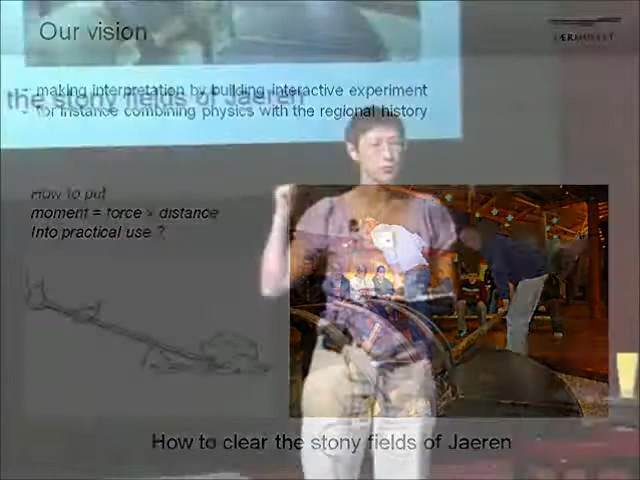 Our vision
JÆRMUSEET
making interpretation by building interactive experiment
the stony fields of Jaeren
for instance combining physics with the regional history
How to put
moment = force × distance
Into practical use ?
How to clear the stony fields of Jaeren